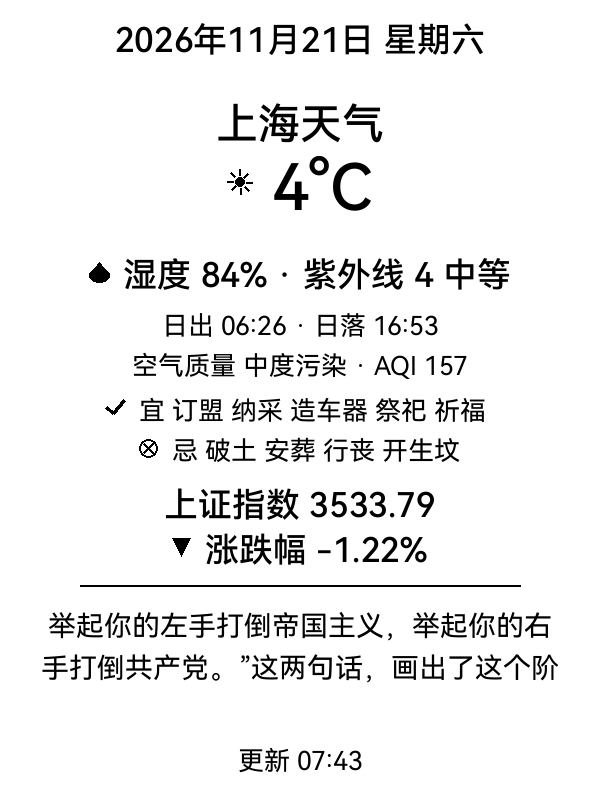 2026年11月21日 星期六
上海天气
4°C
湿度 84% · 紫外线 4 中等
日出 06:26 · 日落 16:53
空气质量 中度污染 · AQI 157
宜 订盟 纳采 造车器 祭祀 祈福
忌 破土 安葬 行丧 开生坟
上证指数 3533.79
▼ 涨跌幅 -1.22%
举起你的左手打倒帝国主义，举起你的右
手打倒共产党。”这两句话，画出了这个阶
更新 07:43